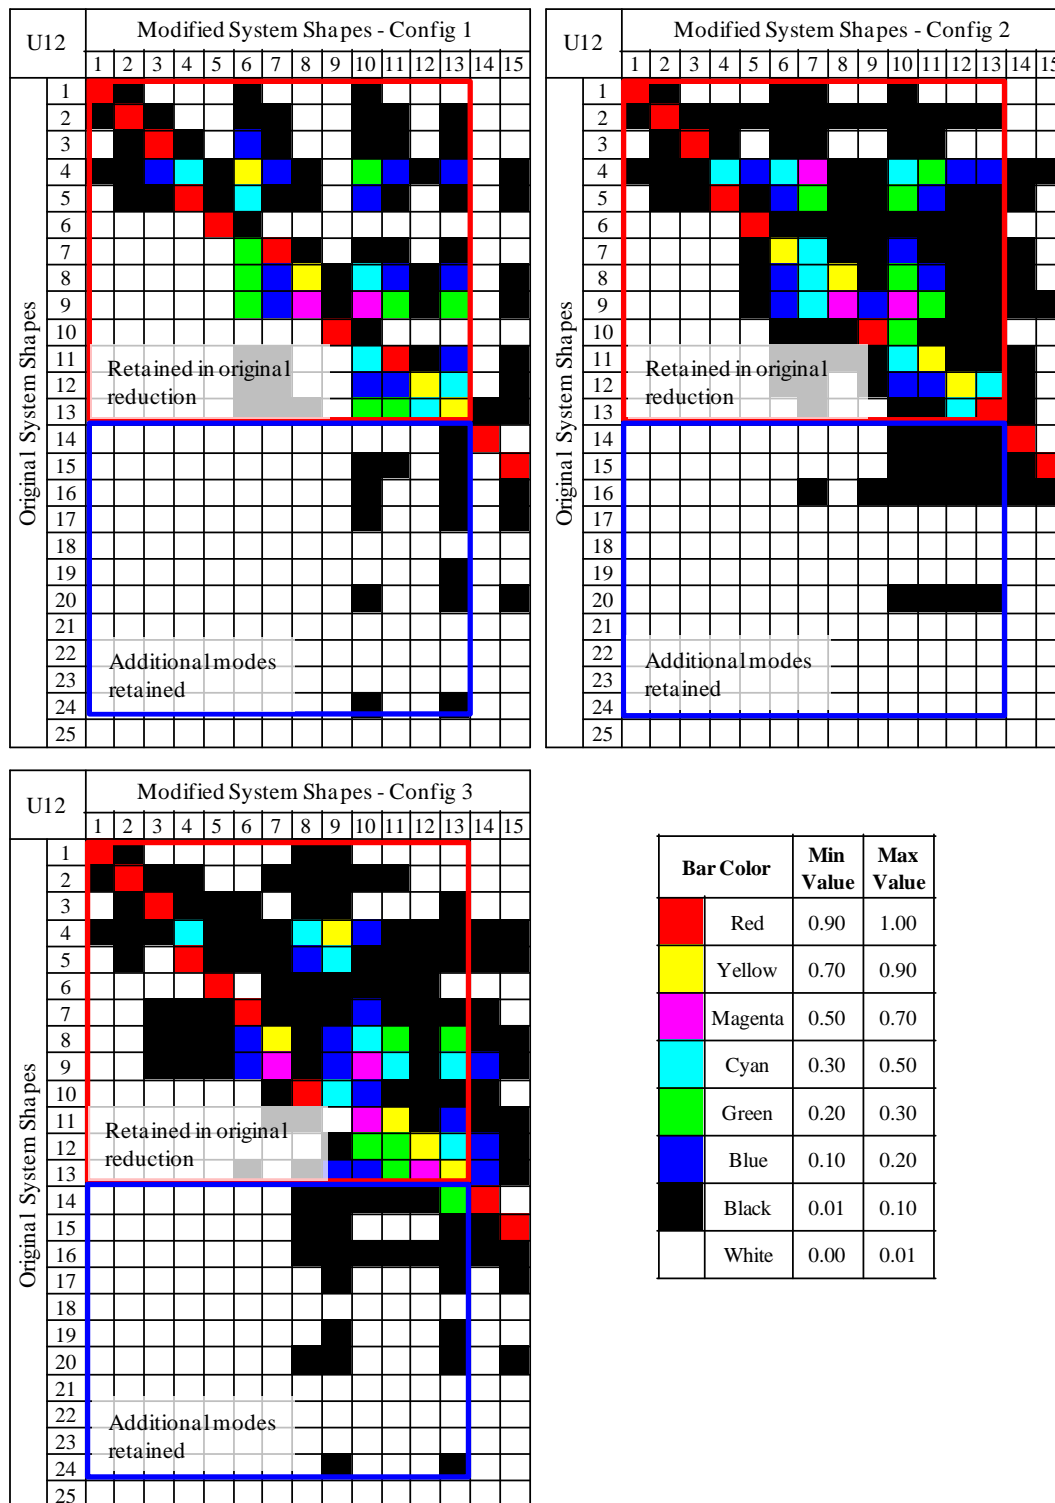 U12
Modified System Shapes - Config 1
1 2 3 4 5 6 7 8 9 10 11 12 13 14 15
Original System Shapes
1
2
3
4
5
6
7
8
9
10
11
12
13
14
15
16
17
18
19
20
21
22
23
24
25
Retained in original
reduction
Additional modes
retained
U12
Modified System Shapes - Config 2
1 2 3 4 5 6 7 8 9 10 11 12 13 14 15
Original System Shapes
1
2
3
4
5
6
7
8
9
10
11
12
13
14
15
16
17
18
19
20
21
22
23
24
25
Retained in original
reduction
Additional modes
retained
U12
Modified System Shapes - Config 3
1 2 3 4 5 6 7 8 9 10 11 12 13 14 15
Original System Shapes
1
2
3
4
5
6
7
8
9
10
11
12
13
14
15
16
17
18
19
20
21
22
23
24
25
Retained in original
reduction
Additional modes
retained
Bar Color Min Value Max Value
Red 0.90 1.00
Yellow 0.70 0.90
Magenta 0.50 0.70
Cyan 0.30 0.50
Green 0.20 0.30
Blue 0.10 0.20
Black 0.01 0.10
White 0.00 0.01